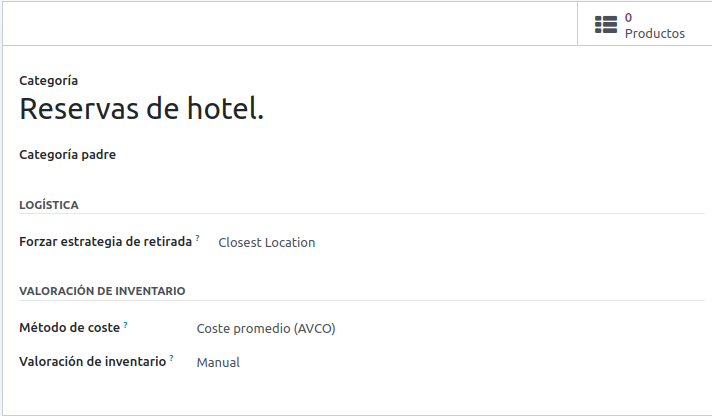 0
Productos
Categoría
Reservas de hotel.
Categoría padre
LOGÍSTICA
Forzar estrategia de retirada ? Closest Location
VALORACIÓN DE INVENTARIO
Método de coste ? Coste promedio (AVCO)
Valoración de inventario ? Manual